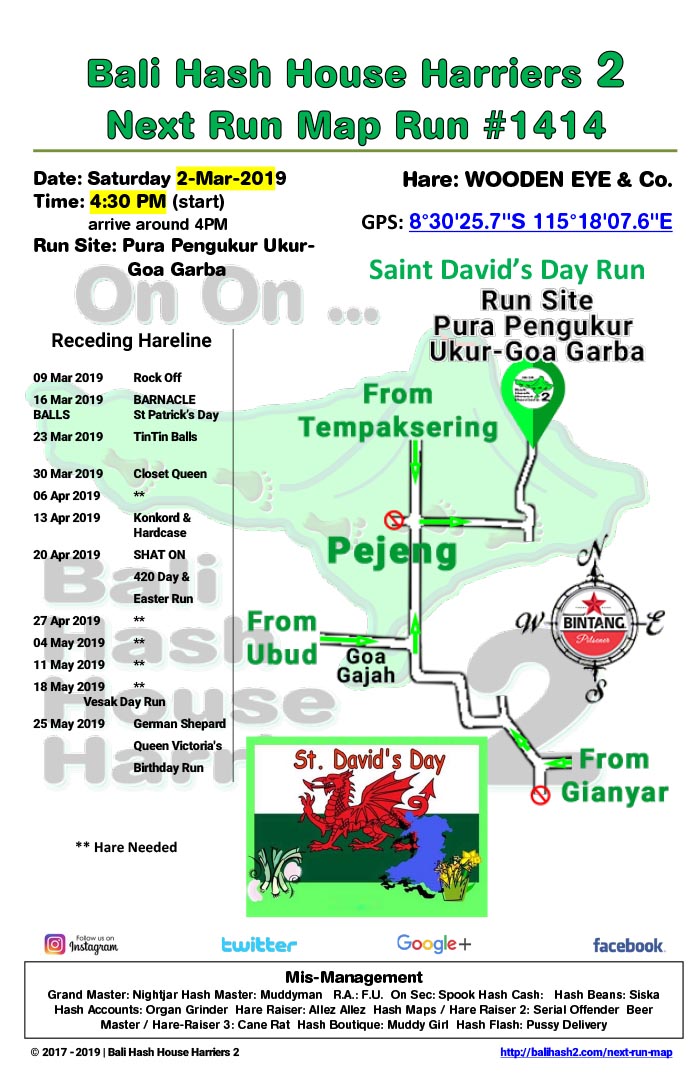 Bali Hash House Harriers 2
Next Run Map Run #1414
Date: Saturday 2-Mar-2019
Time: 4:30 PM (start)
arrive around 4PM
Run Site: Pura Pengukur Ukur-
Goa Garba
Hare: WOODEN EYE & Co.
GPS: 8°30'25.7"S 115°18'07.6"E
On On ...
Saint David's Day Run
Run Site
Pura Pengukur
Ukur-Goa Garba
Receding Hareline
09 Mar 2019 Rock Off
16 Mar 2019 BARNACLE
BALLS St Patrick's Day
23 Mar 2019 TinTin Balls
30 Mar 2019 Closet Queen
06 Apr 2019 **
13 Apr 2019 Konkord &
Hardcase
20 Apr 2019 SHAT ON
420 Day &
Easter Run
27 Apr 2019 **
04 May 2019 **
11 May 2019 **
18 May 2019 **
Vesak Day Run
25 May 2019 German Shepard
Queen Victoria's
Birthday Run
** Hare Needed
Bali
Hash
House
Harri 2
2
From
Tempaksering
Pejeng
From
Ubud
Goa
Gajah
N
W E
S
BINTANG
Pilsener
From
Gianyar
St. David's Day
Follow us on
Instagram
twitter
Google+
facebook
Mis-Management
Grand Master: Nightjar Hash Master: Muddyman R.A.: F.U. On Sec: Spook Hash Cash: Hash Beans: Siska
Hash Accounts: Organ Grinder Hare Raiser: Allez Allez Hash Maps / Hare Raiser 2: Serial Offender Beer
Master / Hare-Raiser 3: Cane Rat Hash Boutique: Muddy Girl Hash Flash: Pussy Delivery
© 2017 - 2019 | Bali Hash House Harriers 2
http://balihash2.com/next-run-map